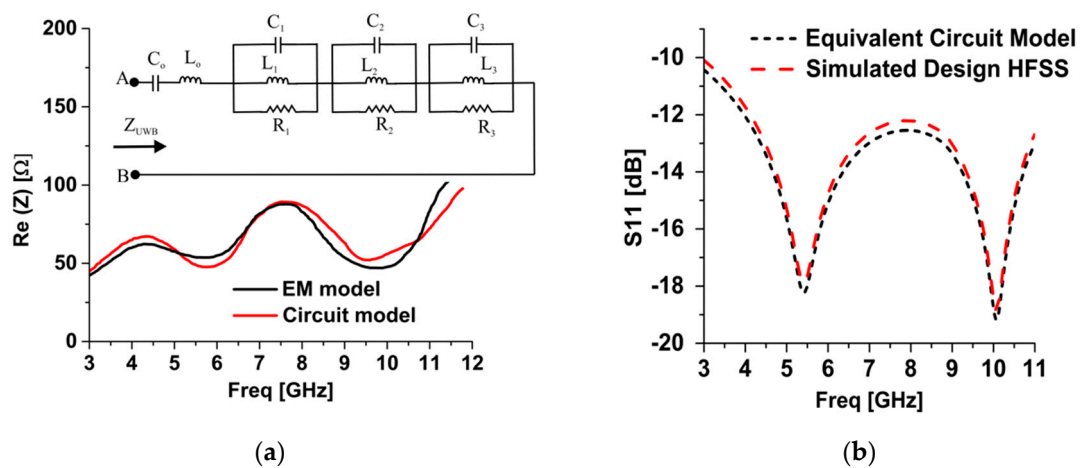 200
150
100
50
0
Re (Z) [Ω]
3 4 5 6 7 8 9 10 11 12
Freq [GHz]
C₁ C₂ C₃
A Cₒ Lₒ L₁ L₂ L₃
R₁ R₂ R₃
Z_UWB
B
EM model
Circuit model
(a)
Equivalent Circuit Model
Simulated Design HFSS
-10
-12
-14
-16
-18
-20
S11 [dB]
3 4 5 6 7 8 9 10 11
Freq [GHz]
(b)